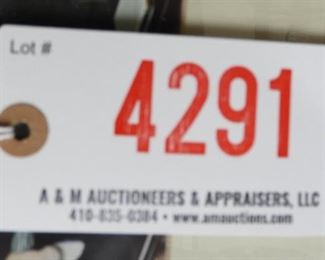 Lot #
4291
A & M AUCTIONEERS & APPRAISERS, LLC
410-835-0384 • www.amauctions.com